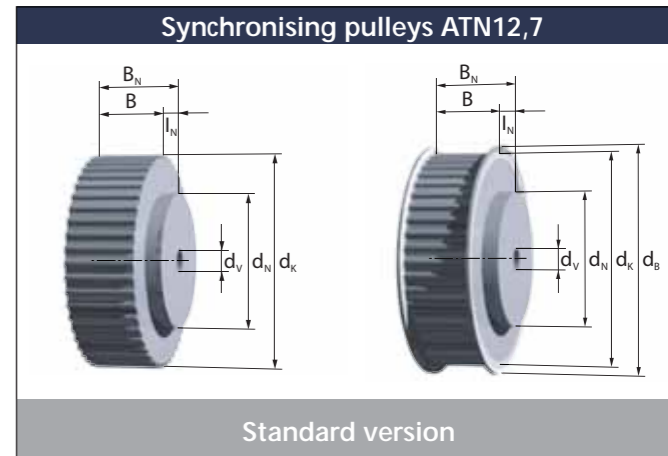 Synchronising pulleys ATN12,7
B_N
B
l_N
d_V d_N d_K
B_N
B
l_N
d_V d_N d_K d_B
Standard version